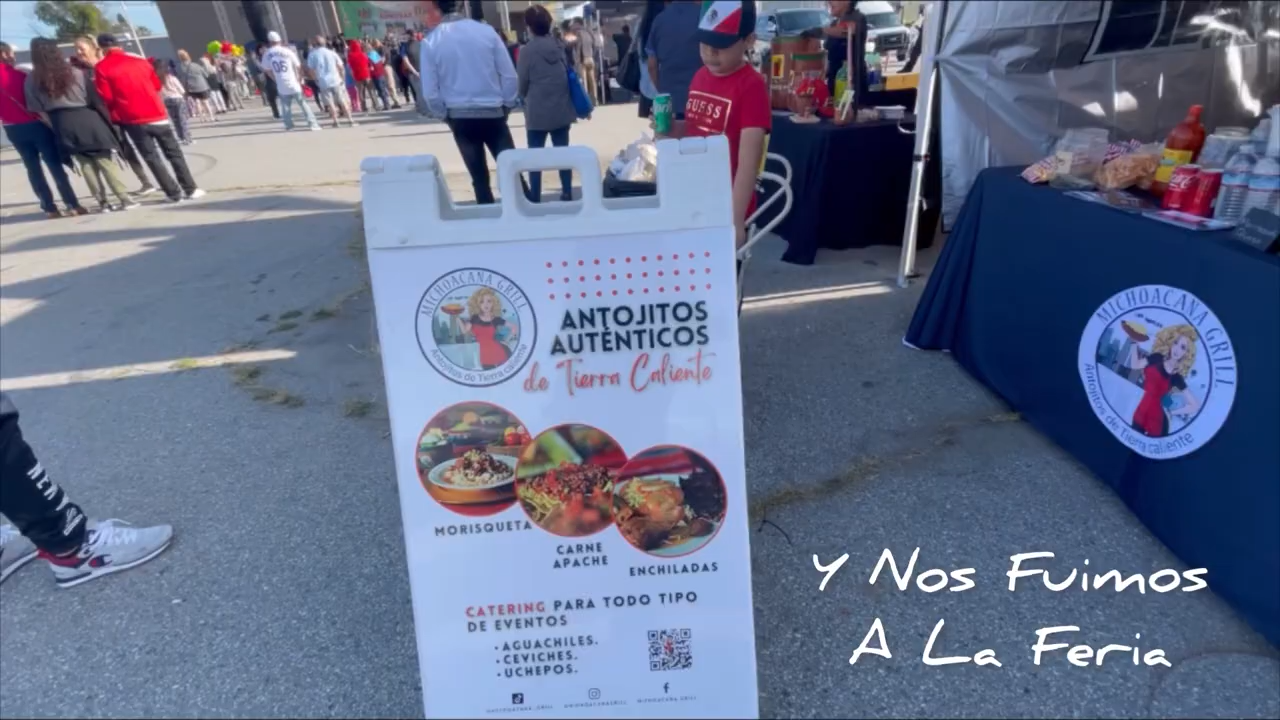 06
GUESS
MICHOACANA GRILL
Antojitos de Tierra caliente
ANTOJITOS
AUTÉNTICOS
de Tierra Caliente
MORISQUETA
CARNE
APACHE
ENCHILADAS
CATERING PARA TODO TIPO
DE EVENTOS
• AGUACHILES.
• CEVICHES.
• UCHEPOS.
MICHOACANA GRILL
Antojitos de Tierra caliente
Y Nos Fuimos
A La Feria